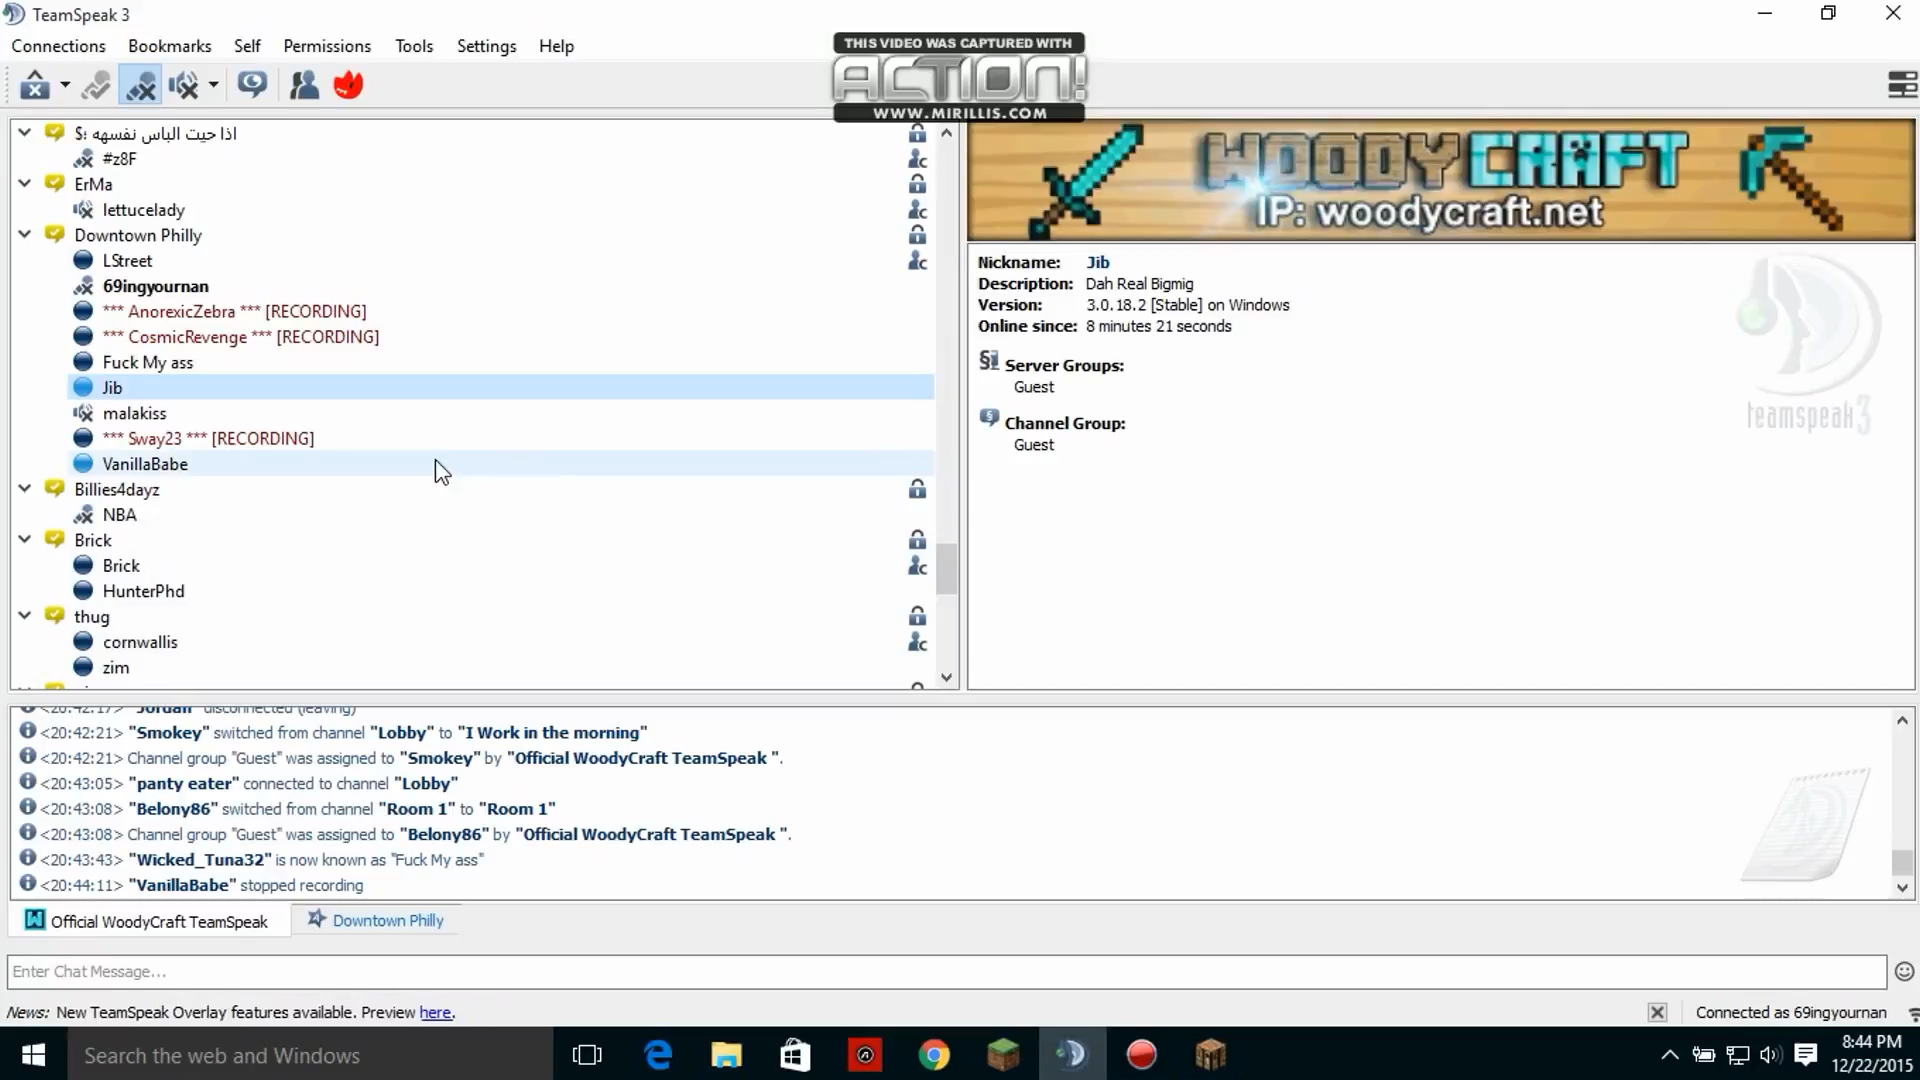 TeamSpeak 3
Connections Bookmarks Self Permissions Tools Settings Help
THIS VIDEO WAS CAPTURED WITH
ACTION!
WWW.MIRILLIS.COM
اذا حيت الباس نفسهه ؛$
#z8F
ErMa
lettucelady
Downtown Philly
LStreet
69ingyournan
*** AnorexicZebra *** [RECORDING]
*** CosmicRevenge *** [RECORDING]
Fuck My ass
Jib
malakiss
*** Sway23 *** [RECORDING]
VanillaBabe
Billies4dayz
NBA
Brick
Brick
HunterPhd
thug
cornwallis
zim
WOODYCRAFT
IP: woodycraft.net
Nickname: Jib
Description: Dah Real Bigmig
Version: 3.0.18.2 [Stable] on Windows
Online since: 8 minutes 21 seconds
Server Groups:
Guest
Channel Group:
Guest
teamspeak3
<20:42:17> "Jordan" disconnected (leaving)
<20:42:21> "Smokey" switched from channel "Lobby" to "I Work in the morning"
<20:42:21> Channel group "Guest" was assigned to "Smokey" by "Official WoodyCraft TeamSpeak ".
<20:43:05> "panty eater" connected to channel "Lobby"
<20:43:08> "Belony86" switched from channel "Room 1" to "Room 1"
<20:43:08> Channel group "Guest" was assigned to "Belony86" by "Official WoodyCraft TeamSpeak ".
<20:43:43> "Wicked_Tuna32" is now known as "Fuck My ass"
<20:44:11> "VanillaBabe" stopped recording
Official WoodyCraft TeamSpeak Downtown Philly
Enter Chat Message...
News: New TeamSpeak Overlay features available. Preview here.
Connected as 69ingyournan
Search the web and Windows
8:44 PM
12/22/2015